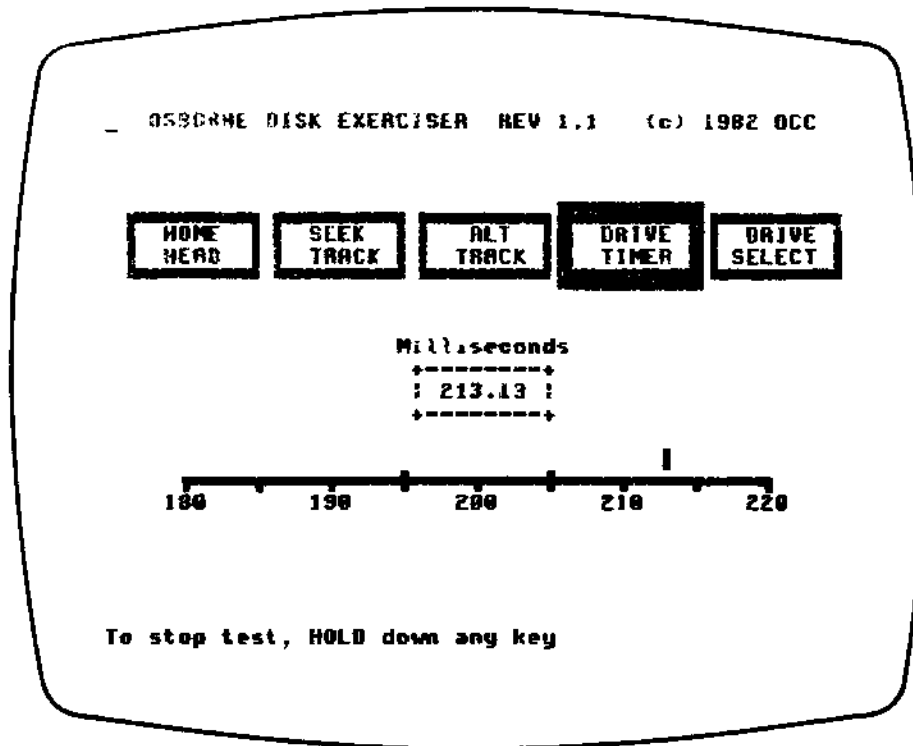 _ OSBORNE DISK EXERCISER REV 1.1 (c) 1982 OCC
HOME HEAD
SEEK TRACK
ALT TRACK
DRIVE TIMER
DRIVE SELECT
Milliseconds
213.13
180 190 200 210 220
To stop test, HOLD down any key